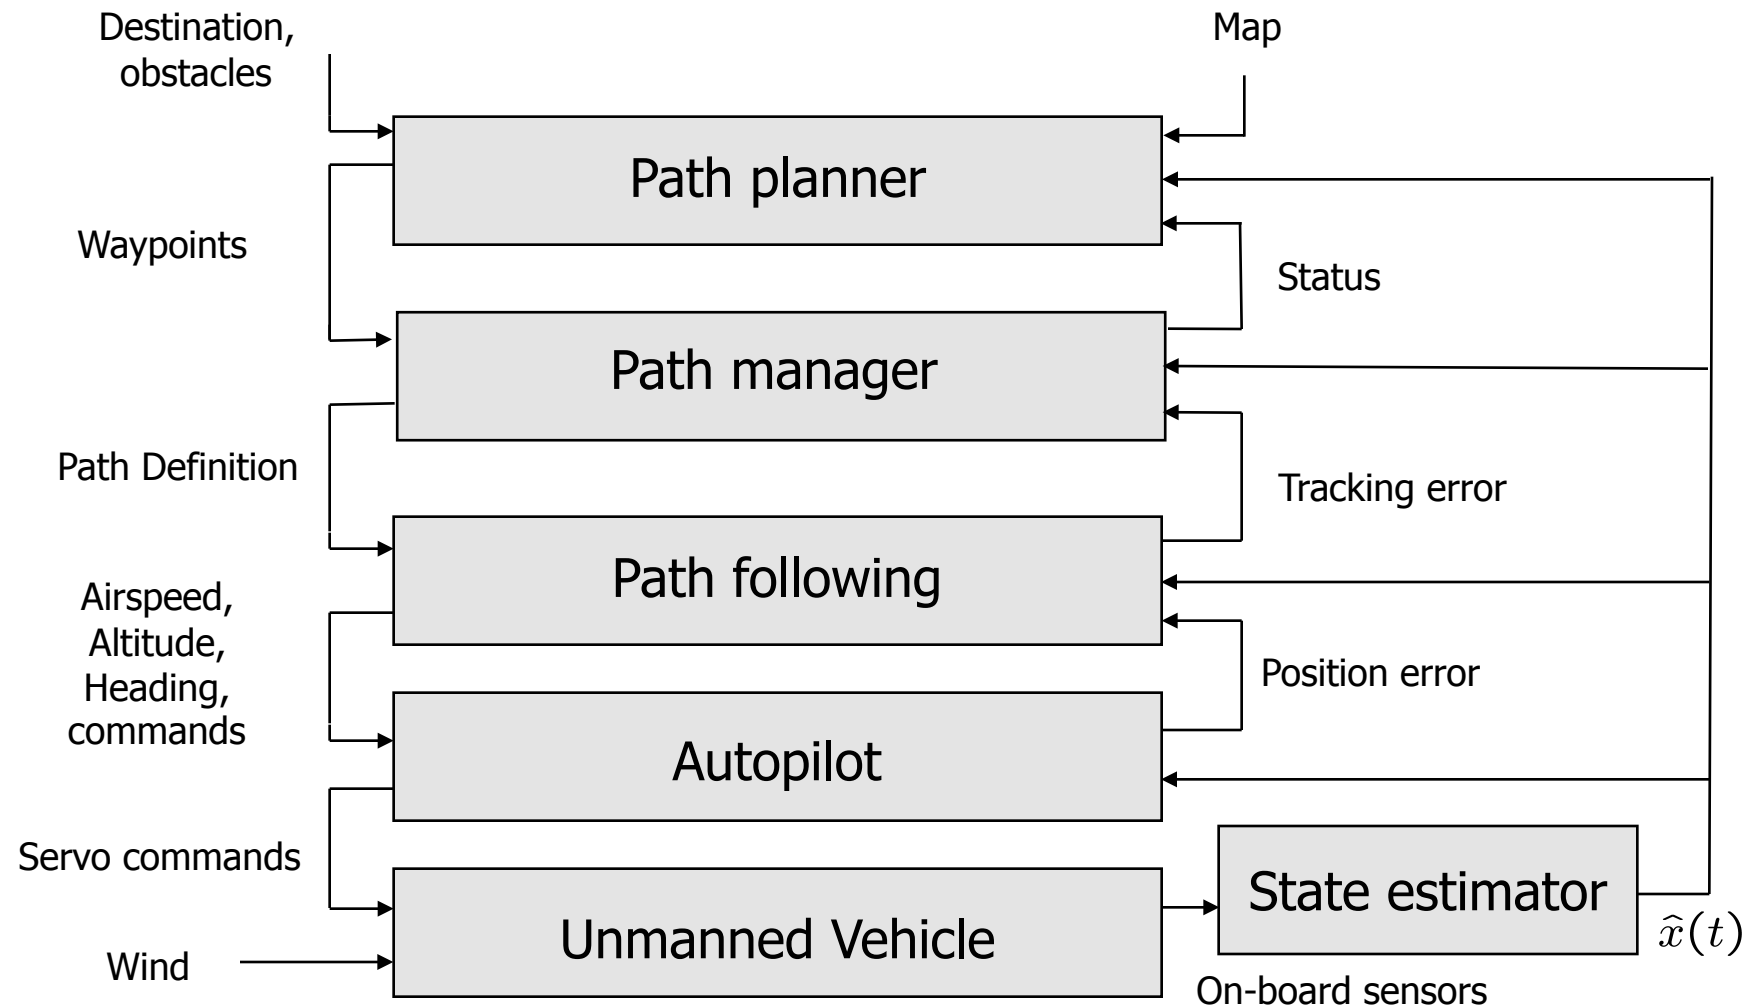 Destination,
obstacles
Map
Path planner
Waypoints
Status
Path manager
Path Definition
Tracking error
Path following
Airspeed,
Altitude,
Heading,
commands
Position error
Autopilot
Servo commands
State estimator
Unmanned Vehicle
x̂(t)
Wind
On-board sensors